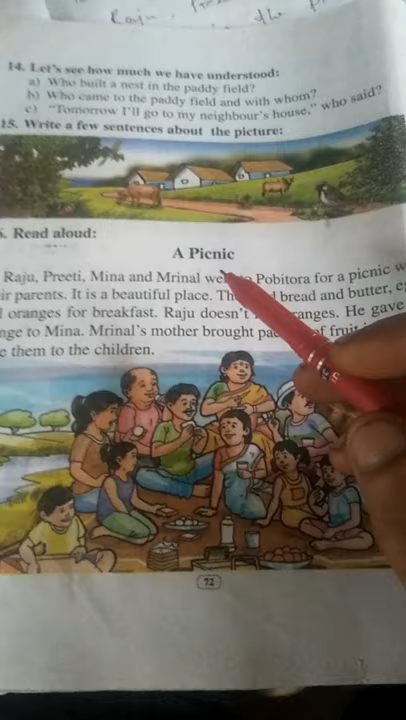 Rain,
the
14. Let's see how much we have understood:
a) Who built a nest in the paddy field?
b) Who came to the paddy field and with whom?
c) "Tomorrow I'll go to my neighbour's house," who said?
15. Write a few sentences about the picture:
Read aloud:
A Picnic
Raju, Preeti, Mina and Mrinal Pobitora for a picnic
ir parents. It is a beautiful place. bread and butter,
oranges for breakfast. Raju doesn't ranges. He gave
nge to Mina. Mrinal's mother brought of fruit
e them to the children.
72